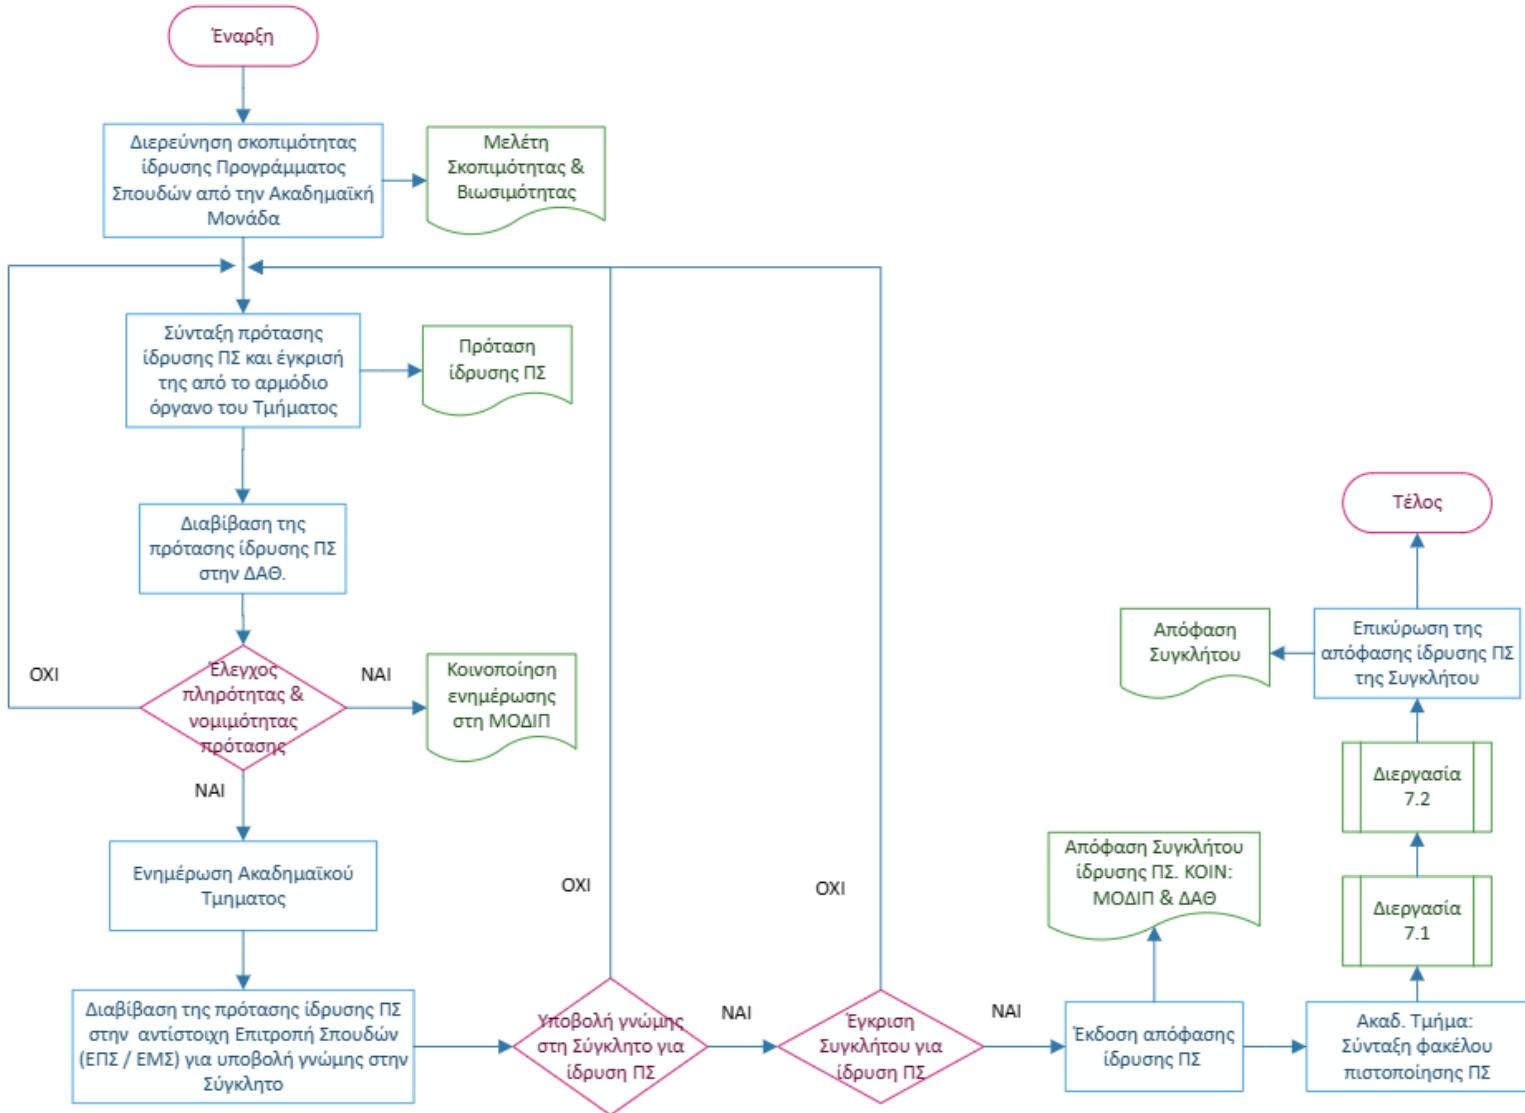 Έναρξη
Διερεύνηση σκοπιμότητας
ίδρυσης Προγράμματος
Σπουδών από την Ακαδημαϊκή
Μονάδα
Μελέτη
Σκοπιμότητας &
Βιωσιμότητας
Σύνταξη πρότασης
ίδρυσης ΠΣ και έγκρισή
της από το αρμόδιο
όργανο του Τμήματος
Πρόταση
ίδρυσης ΠΣ
Διαβίβαση της
πρότασης ίδρυσης ΠΣ
στην ΔΑΘ.
Έλεγχος
πληρότητας &
νομιμότητας
πρότασης
ΟΧΙ
ΝΑΙ
Κοινοποίηση
ενημέρωσης
στη ΜΟΔΙΠ
ΝΑΙ
Ενημέρωση Ακαδημαϊκού
Τμηματος
Διαβίβαση της πρότασης ίδρυσης ΠΣ
στην αντίστοιχη Επιτροπή Σπουδών
(ΕΠΣ / ΕΜΣ) για υποβολή γνώμης στην
Σύγκλητο
ΟΧΙ
Υποβολή γνώμης
στη Σύγκλητο για
ίδρυση ΠΣ
ΝΑΙ
ΟΧΙ
Έγκριση
Συγκλήτου για
ίδρυση ΠΣ
ΝΑΙ
Έκδοση απόφασης
ίδρυσης ΠΣ
Απόφαση Συγκλήτου
ίδρυσης ΠΣ. ΚΟΙΝ:
ΜΟΔΙΠ & ΔΑΘ
Ακαδ. Τμήμα:
Σύνταξη φακέλου
πιστοποίησης ΠΣ
Διεργασία
7.1
Διεργασία
7.2
Επικύρωση της
απόφασης ίδρυσης ΠΣ
της Συγκλήτου
Απόφαση
Συγκλήτου
Τέλος